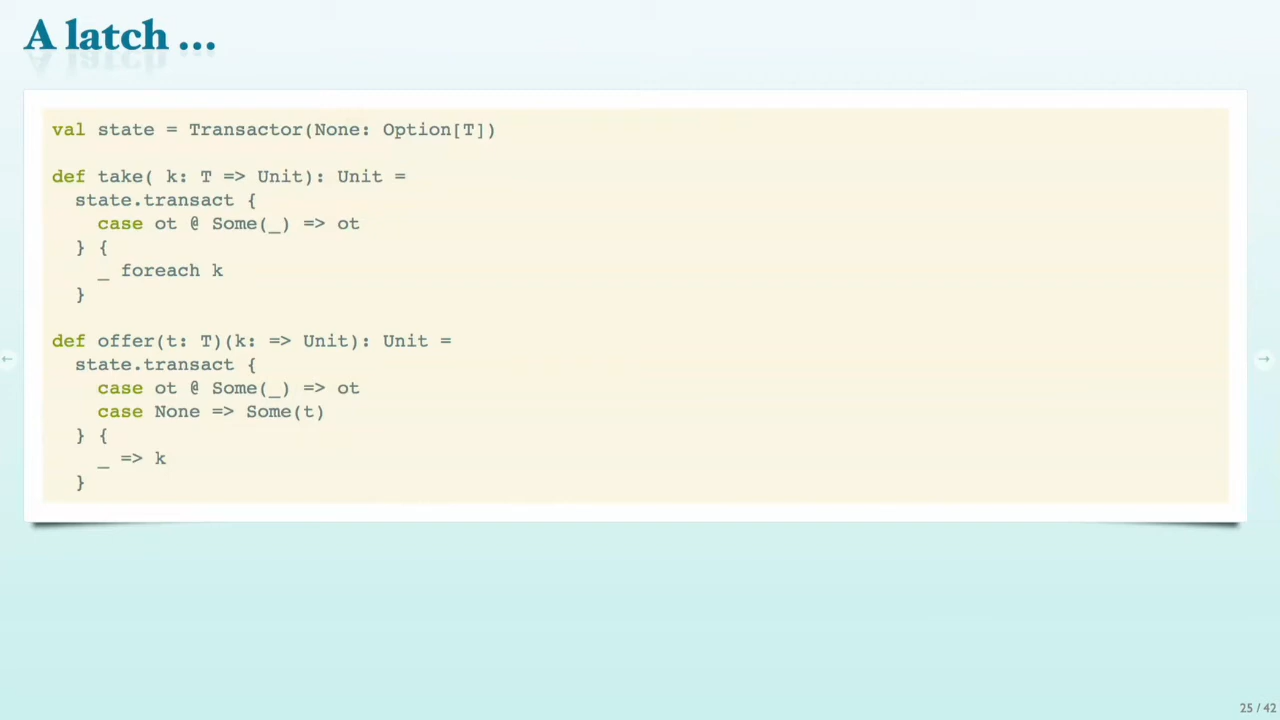 A latch ...
val state = Transactor(None: Option[T])
def take( k: T => Unit): Unit =
state.transact {
case ot @ Some(_) => ot
} {
_ foreach k
}
def offer(t: T)(k: => Unit): Unit =
state.transact {
case ot @ Some(_) => ot
case None => Some(t)
} {
_ => k
}
←
→
25 / 42